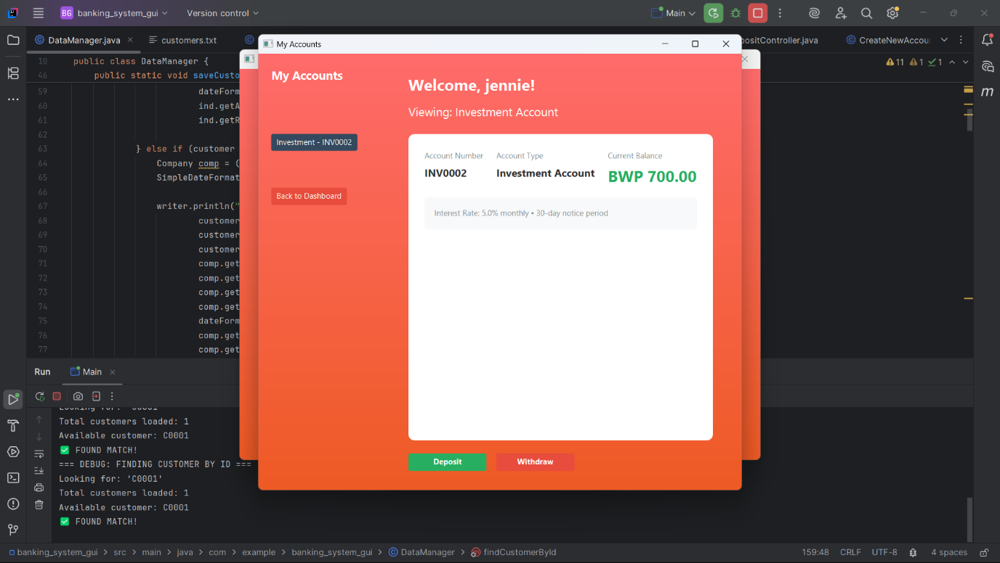 BG banking_system_gui Version control Main
DataManager.java customers.txt positController.java CreateNewAccou
10 public class DataManager {
46 public static void saveCusto
59 dateForm
60 ind.getA
61 ind.getR
62
63 } else if (customer
64 Company comp = (
65 SimpleDateFormat
66
67 writer.println("
68 customer
69 customer
70 customer
71 comp.get
72 comp.get
73 comp.get
74 comp.get
75 dateForm
76 comp.get
77 comp.get
11 1 1
My Accounts
My Accounts
Investment - INV0002
Back to Dashboard
Welcome, jennie!
Viewing: Investment Account
Account Number Account Type Current Balance
INV0002 Investment Account BWP 700.00
Interest Rate: 5.0% monthly • 30-day notice period
Deposit Withdraw
Run Main
Looking for: 'C0001'
Total customers loaded: 1
Available customer: C0001
✅ FOUND MATCH!
=== DEBUG: FINDING CUSTOMER BY ID ===
Looking for: 'C0001'
Total customers loaded: 1
Available customer: C0001
✅ FOUND MATCH!
banking_system_gui > src > main > java > com > example > banking_system_gui > DataManager > findCustomerById 159:48 CRLF UTF-8 4 spaces